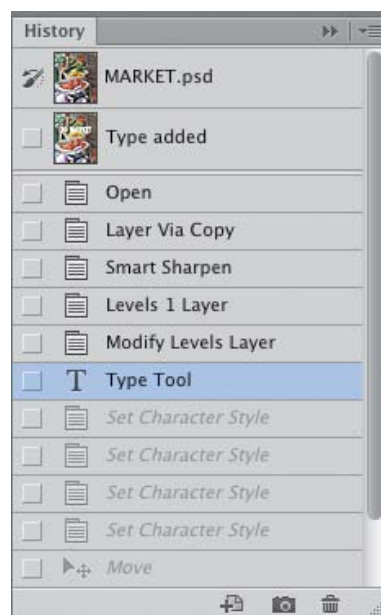 History
MARKET.psd
Type added
Open
Layer Via Copy
Smart Sharpen
Levels 1 Layer
Modify Levels Layer
Type Tool
Set Character Style
Set Character Style
Set Character Style
Set Character Style
Move